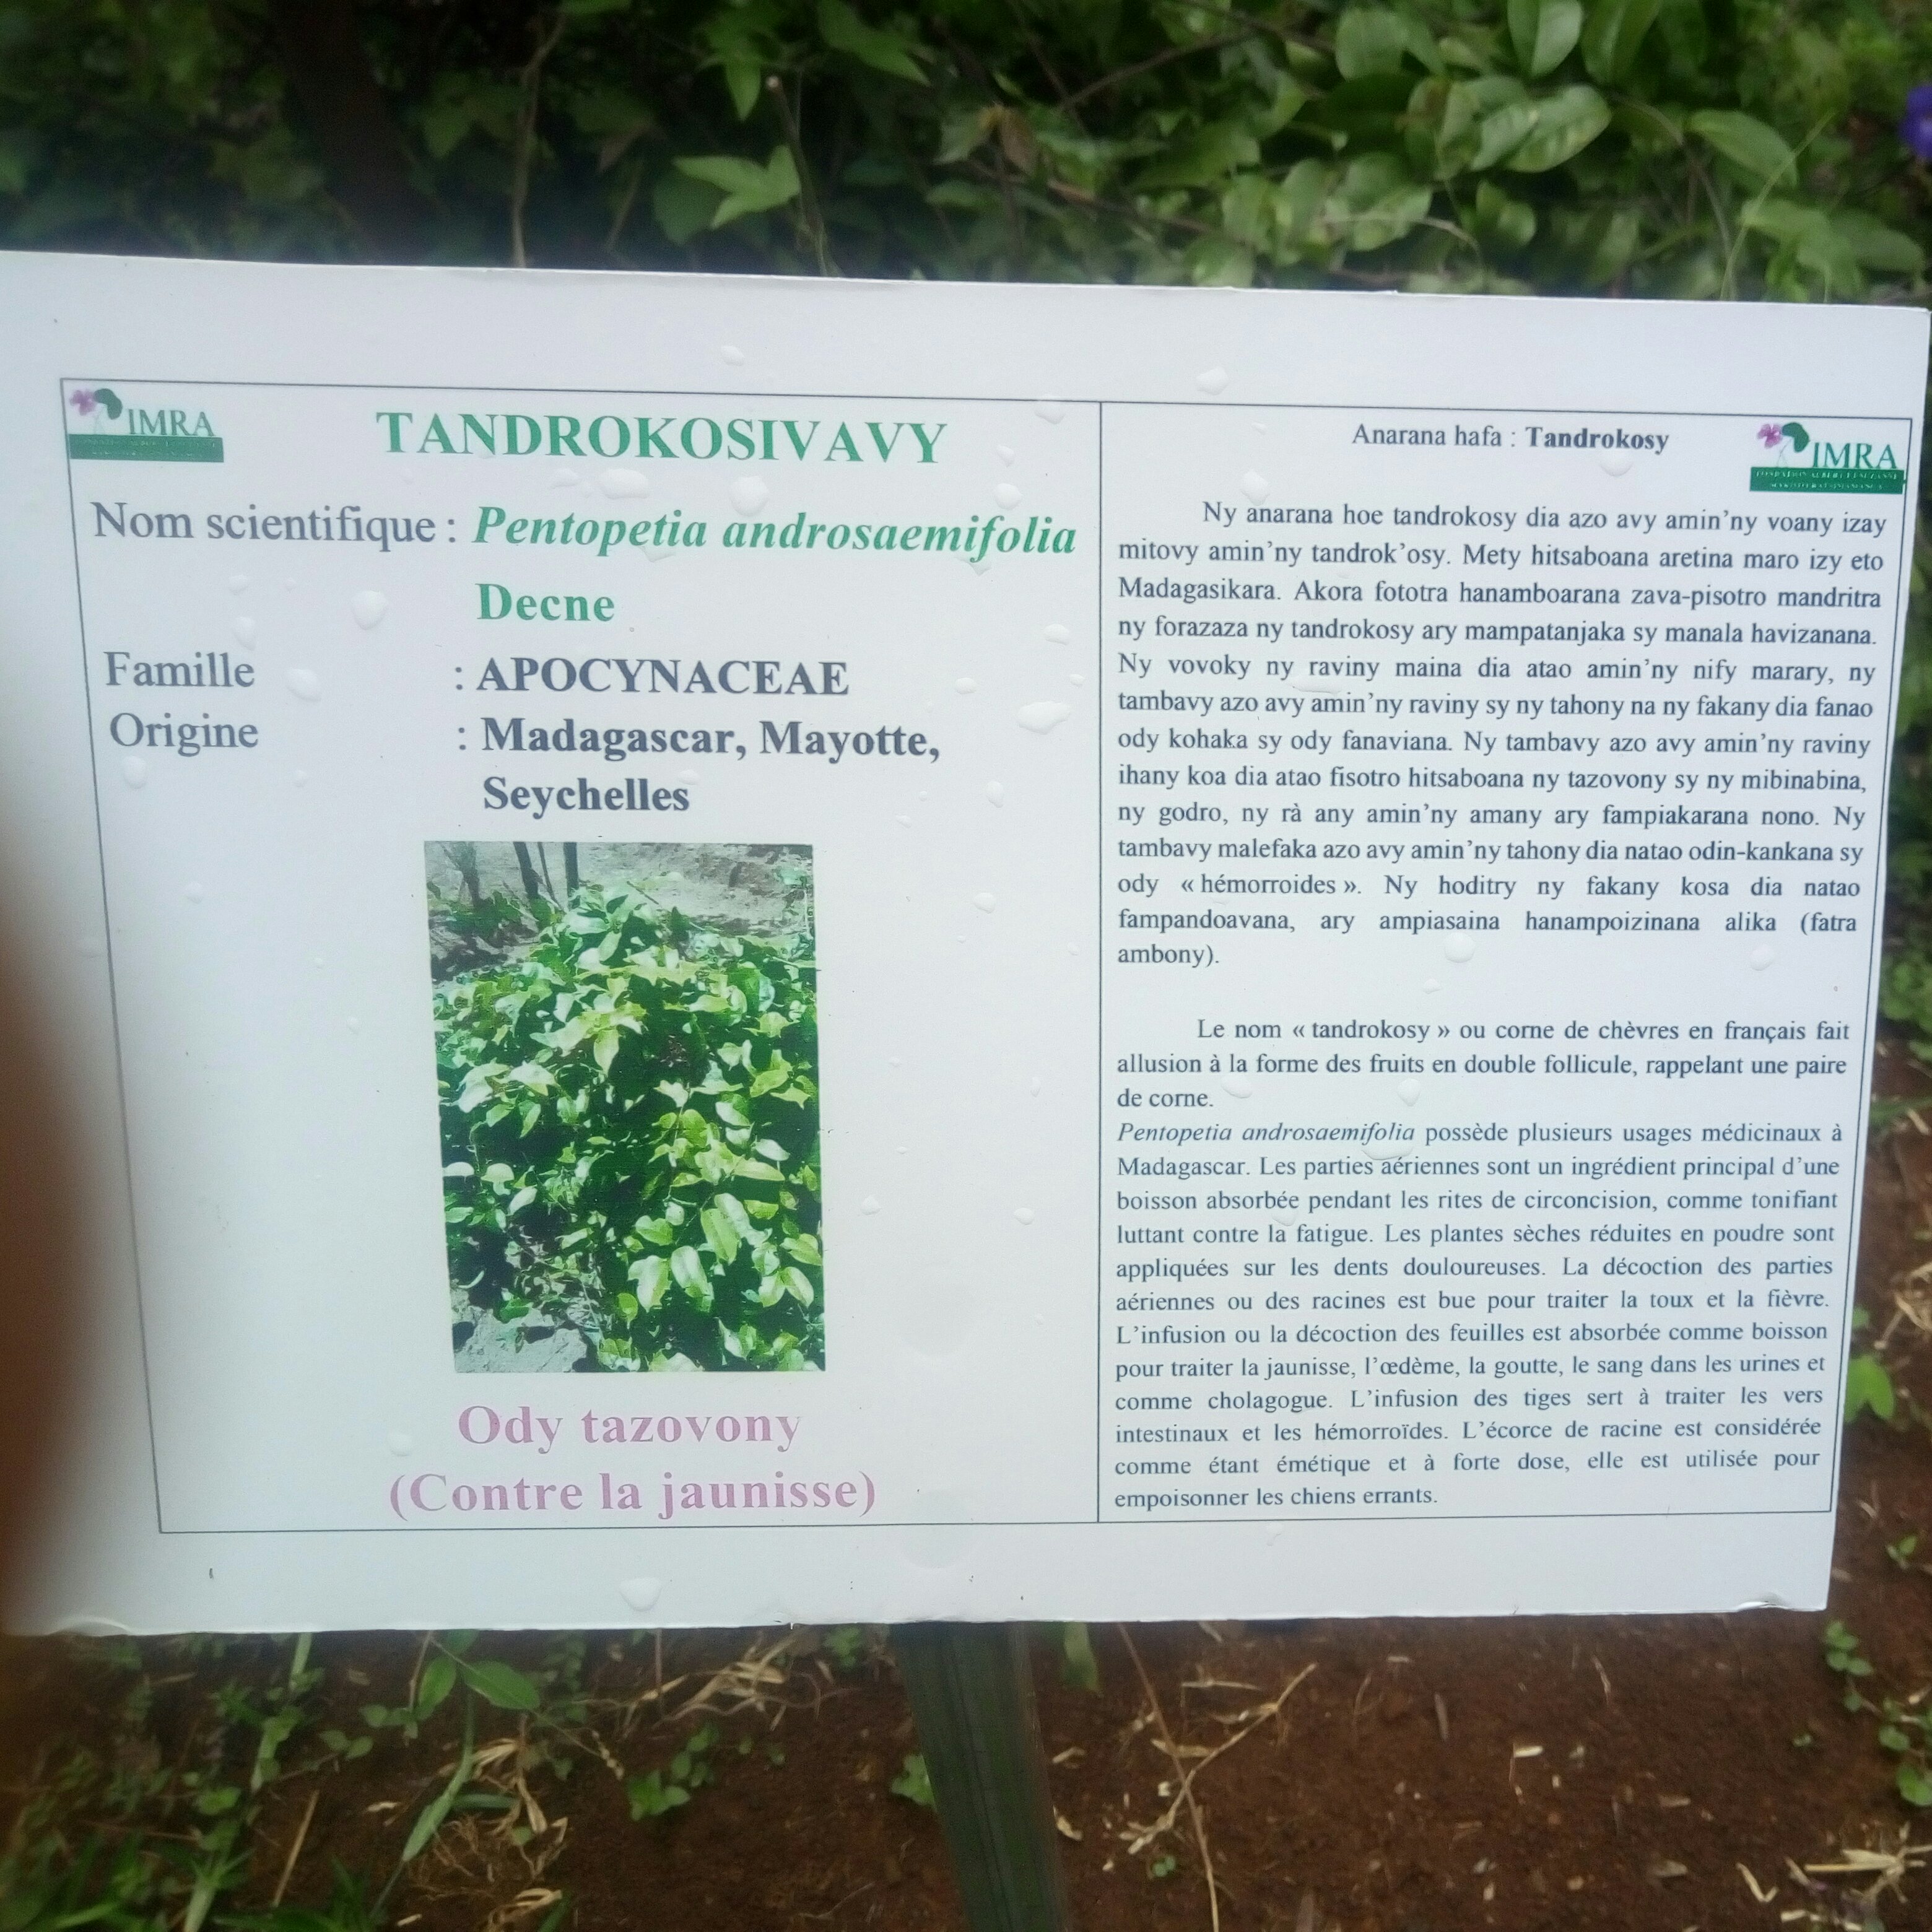 IMRA
TANDROKOSIVAVY
Nom scientifique : Pentopetia androsaemifolia
Decne
Famille : APOCYNACEAE
Origine : Madagascar, Mayotte,
Seychelles
Ody tazovony
(Contre la jaunisse)
Anarana hafa : Tandrokosy
IMRA
Ny anarana hoe tandrokosy dia azo avy amin'ny voany izay
mitovy amin'ny tandrok'osy. Mety hitsaboana aretina maro izy eto
Madagasikara. Akora fototra hanamboarana zava-pisotro mandritra
ny forazaza ny tandrokosy ary mampatanjaka sy manala havizanana.
Ny vovoky ny raviny maina dia atao amin'ny nify marary, ny
tambavy azo avy amin'ny raviny sy ny tahony na ny fakany dia fanao
ody kohaka sy ody fanaviana. Ny tambavy azo avy amin'ny raviny
ihany koa dia atao fisotro hitsaboana ny tazovony sy ny mibinabina,
ny godro, ny rà any amin'ny amany ary fampiakarana nono. Ny
tambavy malefaka azo avy amin'ny tahony dia natao odin-kankana sy
ody « hémorroides ». Ny hoditry ny fakany kosa dia natao
fampandoavana, ary ampiasaina hanampoizinana alika (fatra
ambony).
Le nom « tandrokosy » ou corne de chèvres en français fait
allusion à la forme des fruits en double follicule, rappelant une paire
de corne.
Pentopetia androsaemifolia possède plusieurs usages médicinaux à
Madagascar. Les parties aériennes sont un ingrédient principal d'une
boisson absorbée pendant les rites de circoncision, comme tonifiant
luttant contre la fatigue. Les plantes sèches réduites en poudre sont
appliquées sur les dents douloureuses. La décoction des parties
aériennes ou des racines est bue pour traiter la toux et la fièvre.
L'infusion ou la décoction des feuilles est absorbée comme boisson
pour traiter la jaunisse, l'œdème, la goutte, le sang dans les urines et
comme cholagogue. L'infusion des tiges sert à traiter les vers
intestinaux et les hémorroïdes. L'écorce de racine est considérée
comme étant émétique et à forte dose, elle est utilisée pour
empoisonner les chiens errants.